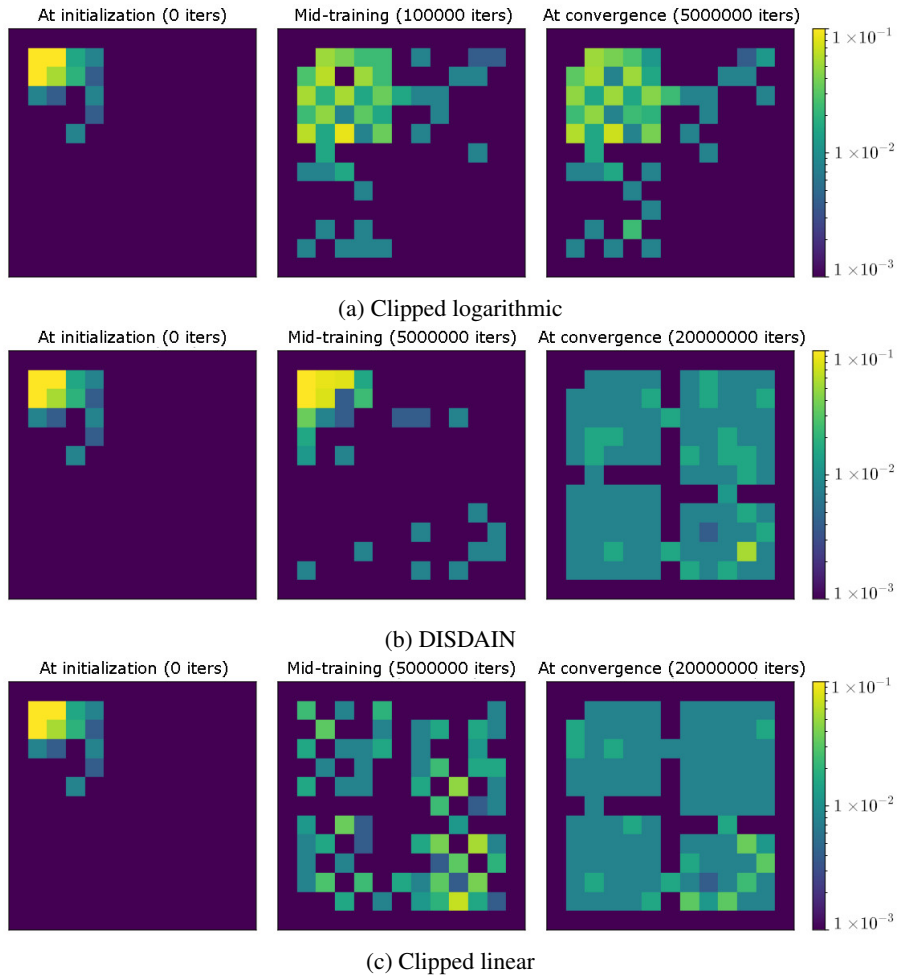 At initialization (0 iters)
Mid-training (100000 iters)
At convergence (5000000 iters)
1 ×10⁻¹
1 ×10⁻²
1 ×10⁻³
(a) Clipped logarithmic
At initialization (0 iters)
Mid-training (5000000 iters)
At convergence (20000000 iters)
1 ×10⁻¹
1 ×10⁻²
1 ×10⁻³
(b) DISDAIN
At initialization (0 iters)
Mid-training (5000000 iters)
At convergence (20000000 iters)
1 ×10⁻¹
1 ×10⁻²
1 ×10⁻³
(c) Clipped linear